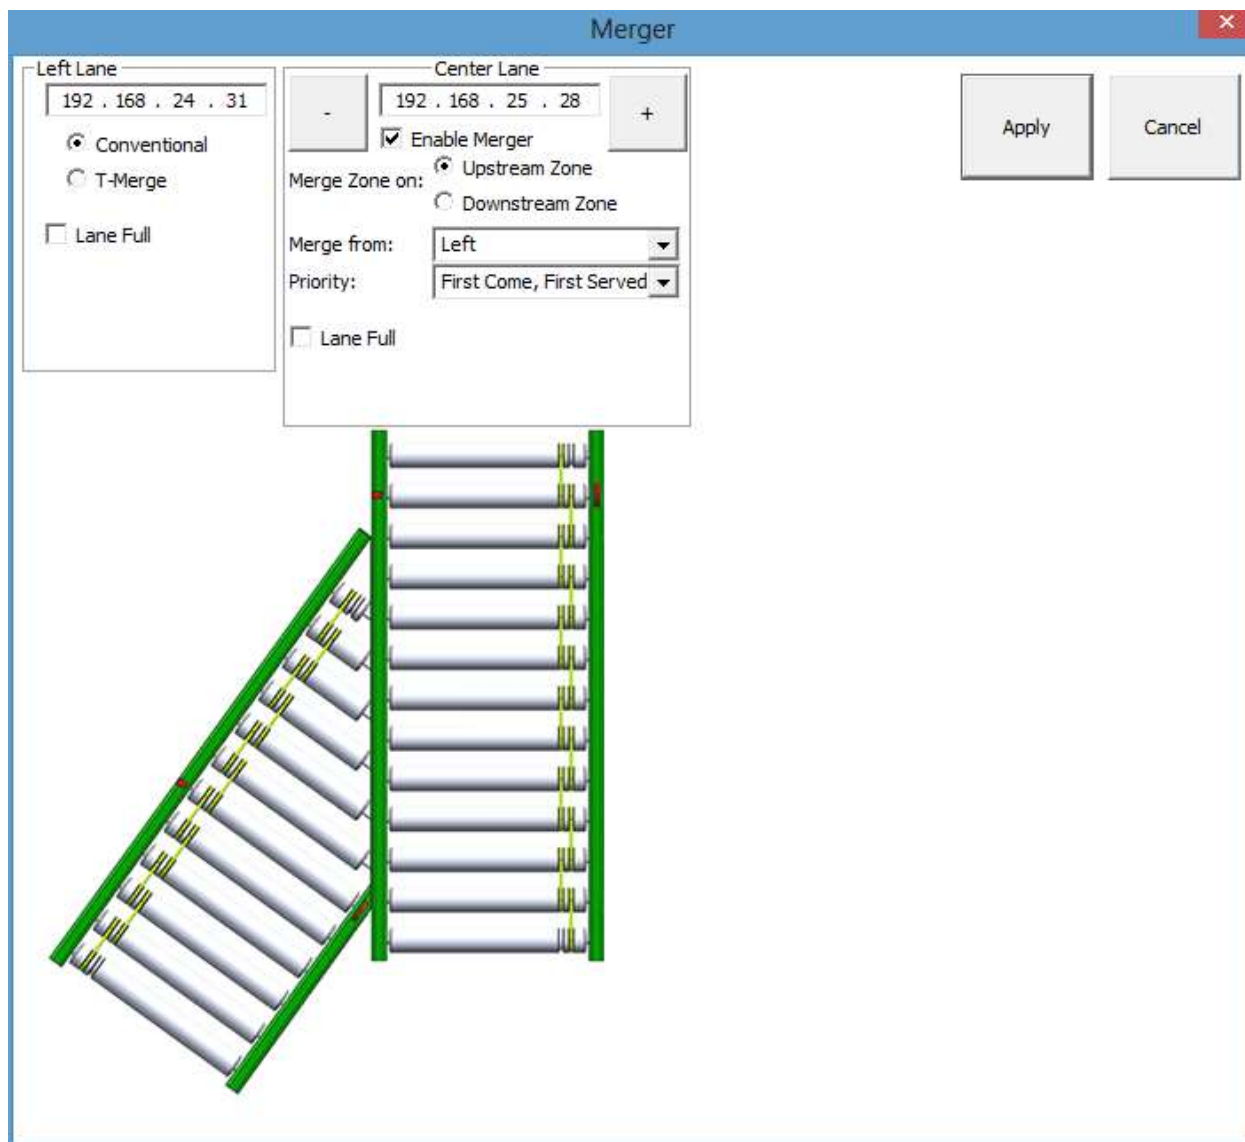 Merger
Left Lane
192 . 168 . 24 . 31
Conventional
T-Merge
Lane Full
Center Lane
-
192 . 168 . 25 . 28
+
Enable Merger
Merge Zone on:
Upstream Zone
Downstream Zone
Merge from:
Left
Priority:
First Come, First Served
Lane Full
Apply
Cancel